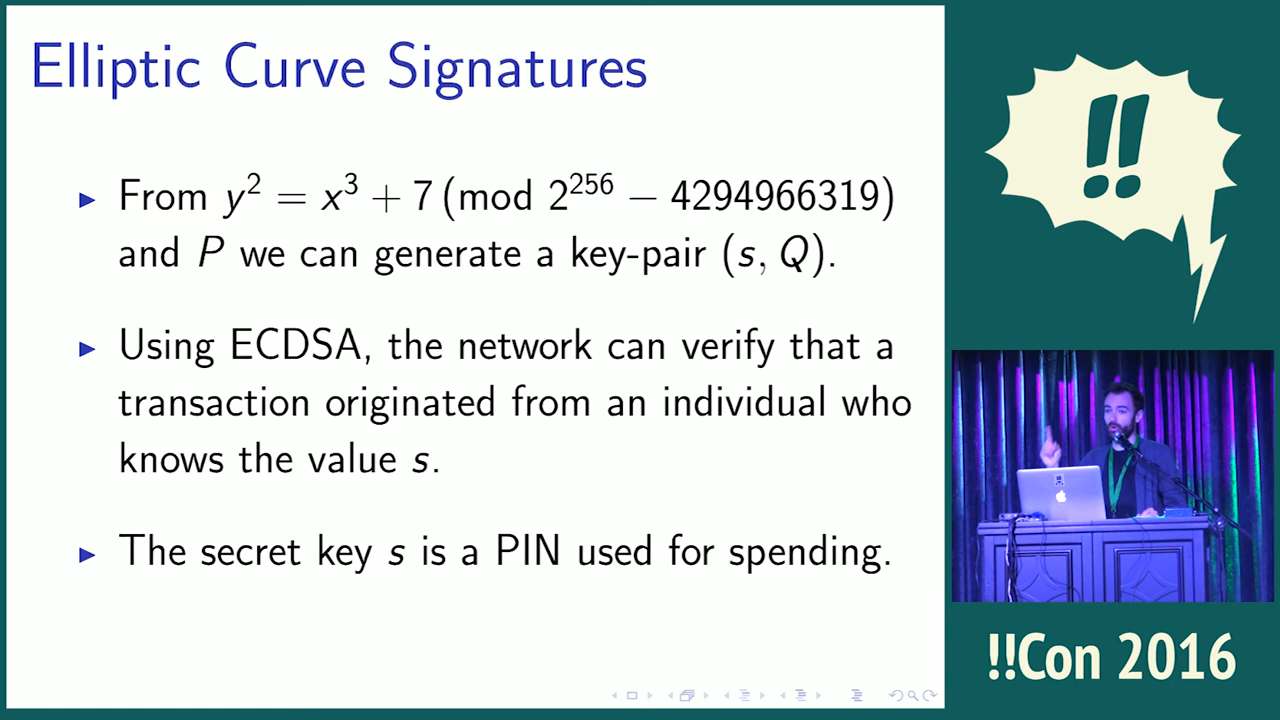 Elliptic Curve Signatures
▶ From y² = x³ + 7 (mod 2²⁵⁶ − 4294966319)
and P we can generate a key-pair (s, Q).
▶ Using ECDSA, the network can verify that a
transaction originated from an individual who
knows the value s.
▶ The secret key s is a PIN used for spending.
!!
!!Con 2016